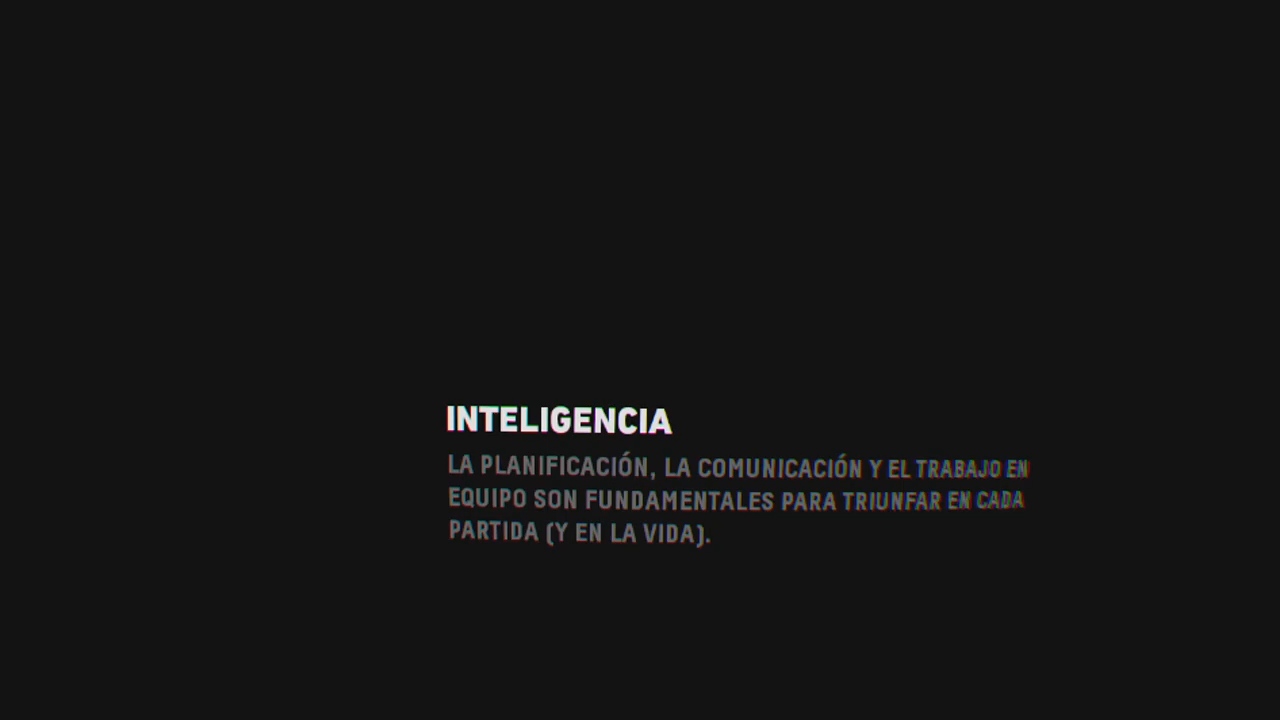 INTELIGENCIA
LA PLANIFICACIÓN, LA COMUNICACIÓN Y EL TRABAJO EN
EQUIPO SON FUNDAMENTALES PARA TRIUNFAR EN CADA
PARTIDA (Y EN LA VIDA).